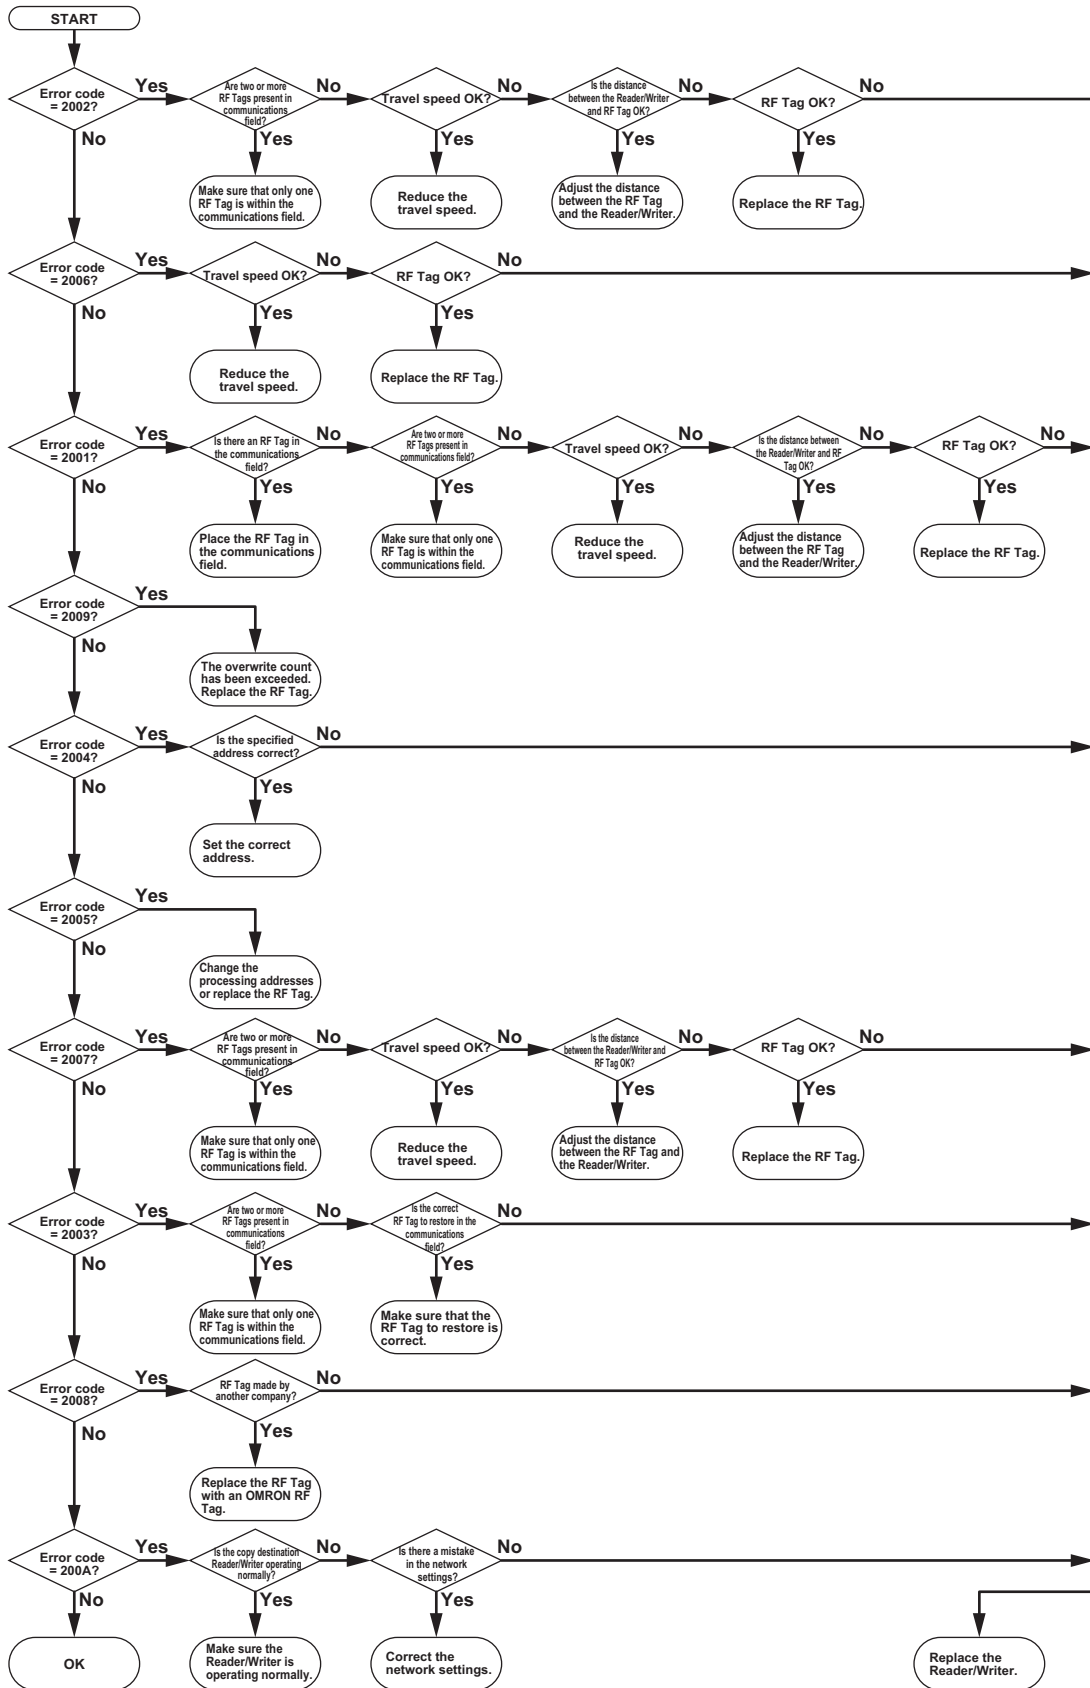 START
Error code
= 2002?
Yes
No
Are two or more
RF Tags present in
communications
field?
No
Yes
Travel speed OK?
No
Yes
Is the distance
between the Reader/Writer
and RF Tag OK?
No
Yes
RF Tag OK?
No
Yes
Make sure that only one
RF Tag is within the
communications field.
Reduce the
travel speed.
Adjust the distance
between the RF Tag
and the Reader/Writer.
Replace the RF Tag.
Error code
= 2006?
Yes
No
Travel speed OK?
No
Yes
RF Tag OK?
No
Yes
Reduce the
travel speed.
Replace the RF Tag.
Error code
= 2001?
Yes
No
Is there an RF Tag in
the communications
field?
No
Yes
Are two or more
RF Tags present in
communications field?
No
Yes
Travel speed OK?
No
Yes
Is the distance between
the Reader/Writer and RF
Tag OK?
No
Yes
RF Tag OK?
No
Yes
Place the RF Tag in
the communications
field.
Make sure that only one
RF Tag is within the
communications field.
Reduce the
travel speed.
Adjust the distance
between the RF Tag
and the Reader/Writer.
Replace the RF Tag.
Error code
= 2009?
Yes
No
The overwrite count
has been exceeded.
Replace the RF Tag.
Error code
= 2004?
Yes
No
Is the specified
address correct?
No
Yes
Set the correct
address.
Error code
= 2005?
Yes
No
Change the
processing addresses
or replace the RF Tag.
Error code
= 2007?
Yes
No
Are two or more
RF Tags present in
communications
field?
No
Yes
Travel speed OK?
No
Yes
Is the distance
between the Reader/Writer and
RF Tag OK?
No
Yes
RF Tag OK?
No
Yes
Make sure that only one
RF Tag is within the
communications field.
Reduce the
travel speed.
Adjust the distance
between the RF Tag and
the Reader/Writer.
Replace the RF Tag.
Error code
= 2003?
Yes
No
Are two or more
RF Tags present in
communications
field?
No
Yes
Is the correct
RF Tag to restore in the
communications
field?
No
Yes
Make sure that only one
RF Tag is within the
communications field.
Make sure that the
RF Tag to restore is
correct.
Error code
= 2008?
Yes
No
RF Tag made by
another company?
No
Yes
Replace the RF Tag
with an OMRON RF
Tag.
Error code
= 200A?
Yes
No
Is the copy destination
Reader/Writer operating
normally?
No
Yes
Is there a mistake
in the network
settings?
No
Yes
OK
Make sure the
Reader/Writer is
operating normally.
Correct the
network settings.
Replace the
Reader/Writer.